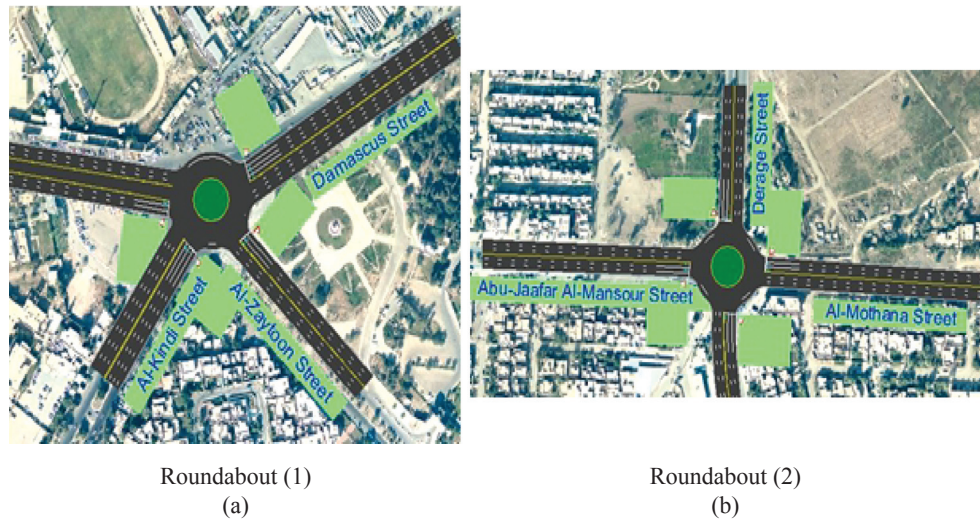 Damascus Street
Al-Kindi Street
Al-Zaytoon Street
Derage Street
Abu-Jaafar Al-Mansour Street
Al-Mothana Street
Roundabout (1)
(a)
Roundabout (2)
(b)